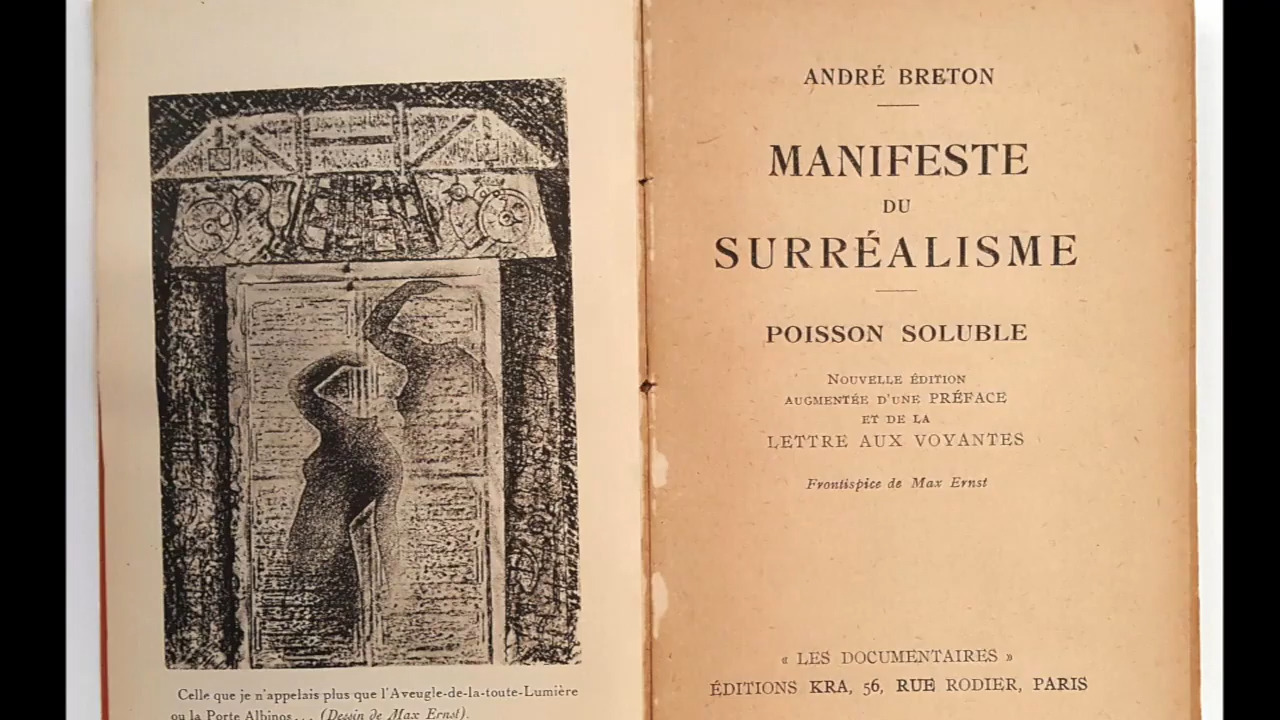 Celle que je n'appelais plus que l'Aveugle-de-la-toute-Lumière
ou la Porte Albinos... (Dessin de Max Ernst).
ANDRÉ BRETON
MANIFESTE
DU
SURRÉALISME
POISSON SOLUBLE
NOUVELLE ÉDITION
AUGMENTÉE D'UNE PRÉFACE
ET DE LA
LETTRE AUX VOYANTES
Frontispice de Max Ernst
« LES DOCUMENTAIRES »
ÉDITIONS KRA, 56, RUE RODIER, PARIS